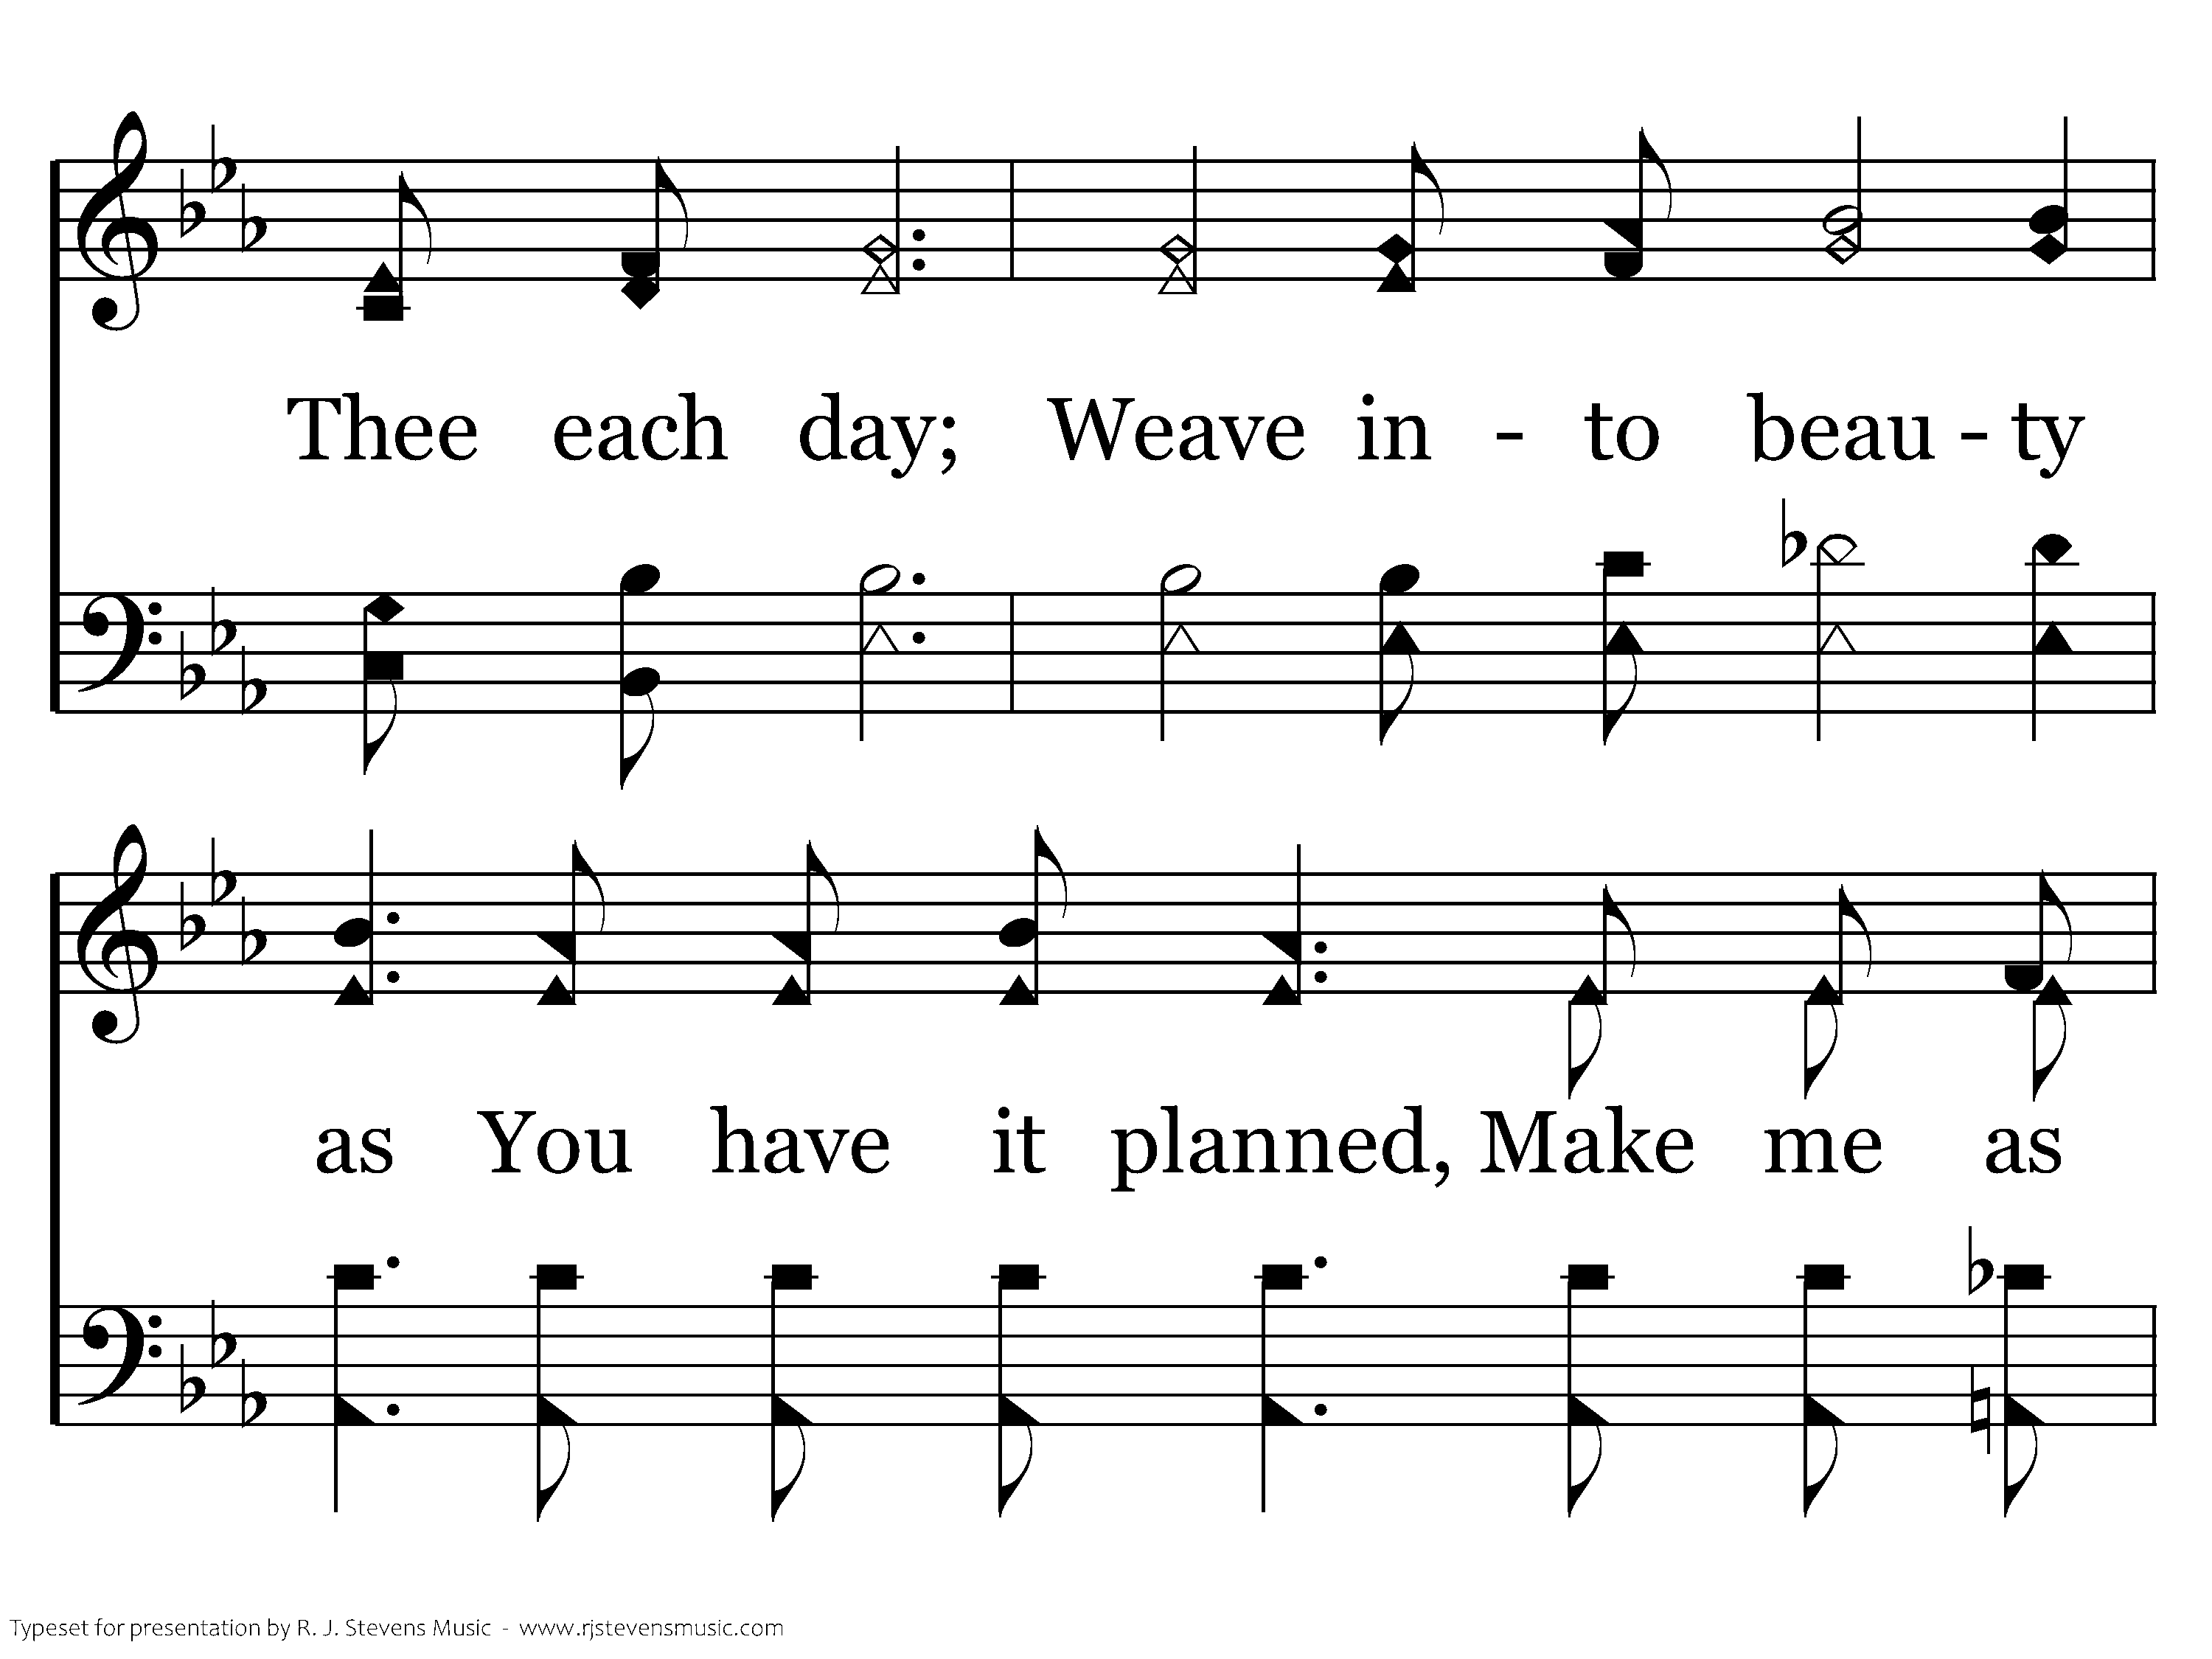 Thee each day; Weave in - to beau - ty
as You have it planned, Make me as
Typeset for presentation by R. J. Stevens Music - www.rjstevensmusic.com